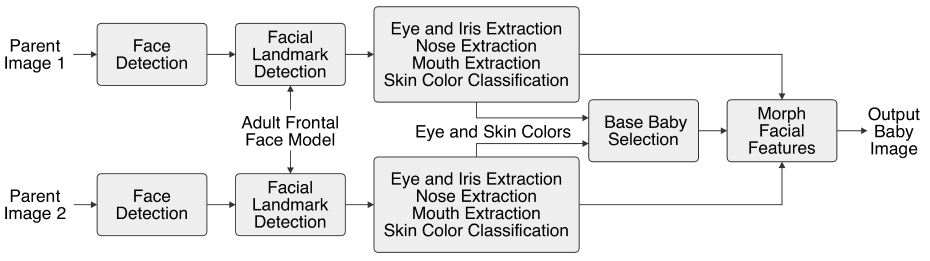 Parent
Image 1
Face
Detection
Facial
Landmark
Detection
Eye and Iris Extraction
Nose Extraction
Mouth Extraction
Skin Color Classification
Adult Frontal
Face Model
Eye and Skin Colors
Base Baby
Selection
Morph
Facial
Features
Output
Baby
Image
Parent
Image 2
Face
Detection
Facial
Landmark
Detection
Eye and Iris Extraction
Nose Extraction
Mouth Extraction
Skin Color Classification